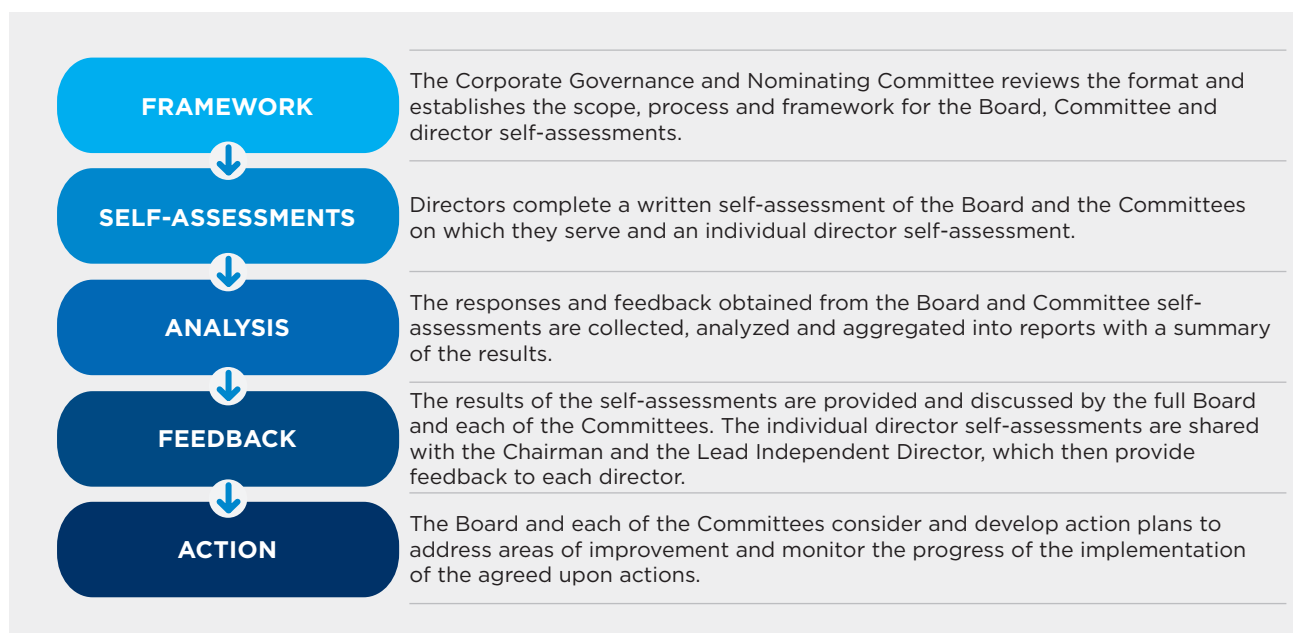 FRAMEWORK
The Corporate Governance and Nominating Committee reviews the format and
establishes the scope, process and framework for the Board, Committee and
director self-assessments.
SELF-ASSESSMENTS
Directors complete a written self-assessment of the Board and the Committees
on which they serve and an individual director self-assessment.
ANALYSIS
The responses and feedback obtained from the Board and Committee self-
assessments are collected, analyzed and aggregated into reports with a summary
of the results.
FEEDBACK
The results of the self-assessments are provided and discussed by the full Board
and each of the Committees. The individual director self-assessments are shared
with the Chairman and the Lead Independent Director, which then provide
feedback to each director.
ACTION
The Board and each of the Committees consider and develop action plans to
address areas of improvement and monitor the progress of the implementation
of the agreed upon actions.